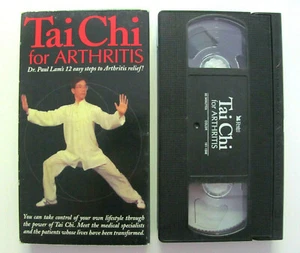 Tai Chi
for ARTHRITIS
Dr. Paul Lam's 12 easy steps to Arthritis relief!
You can take control of your own lifestyle through
the power of Tai Chi. Meet the medical specialists
and the patients whose lives have been transformed.
Tai Chi
for ARTHRITIS